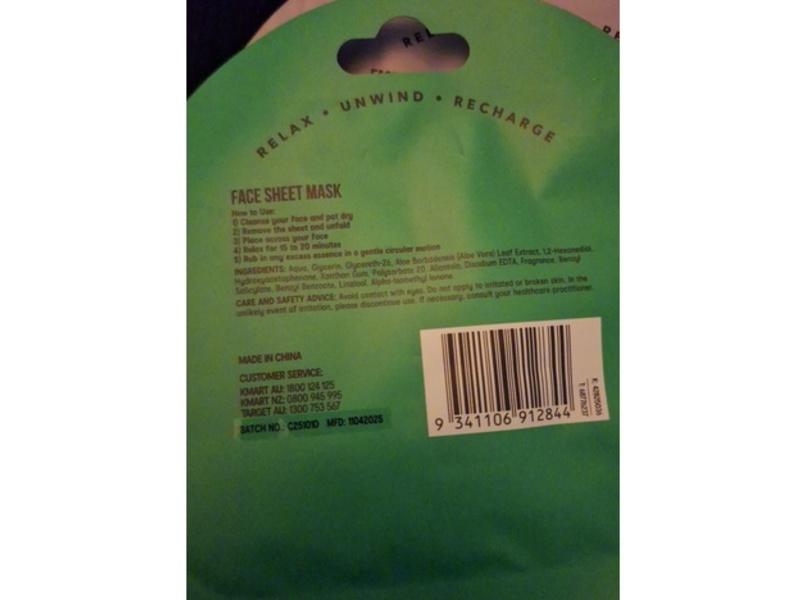 REL
RELAX • UNWIND • RECHARGE
FACE SHEET MASK
How to Use:
1) Cleanse your face and pat dry
2) Remove the sheet and unfold
3) Place across your face
4) Relax for 15 to 20 minutes
5) Rub in any excess essence in a gentle circular motion
INGREDIENTS: Aqua, Glycerin, Glycereth-26, Aloe Barbadensis (Aloe Vera) Leaf Extract, 1,2-Hexanediol,
Hydroxyacetophenone, Xanthan Gum, Polysorbate 20, Allantoin, Disodium EDTA, Fragrance, Benzyl
Salicylate, Benzyl Benzoate, Linalool, Alpha-Isomethyl Ionone.
CARE AND SAFETY ADVICE: Avoid contact with eyes. Do not apply to irritated or broken skin. In the
unlikely event of irritation, please discontinue use. If necessary, consult your healthcare practitioner.
MADE IN CHINA
CUSTOMER SERVICE:
KMART AU: 1800 124 125
KMART NZ: 0800 945 995
TARGET AU: 1300 753 567
BATCH NO.: C25101D MFD: 11042025
9 341106 912844